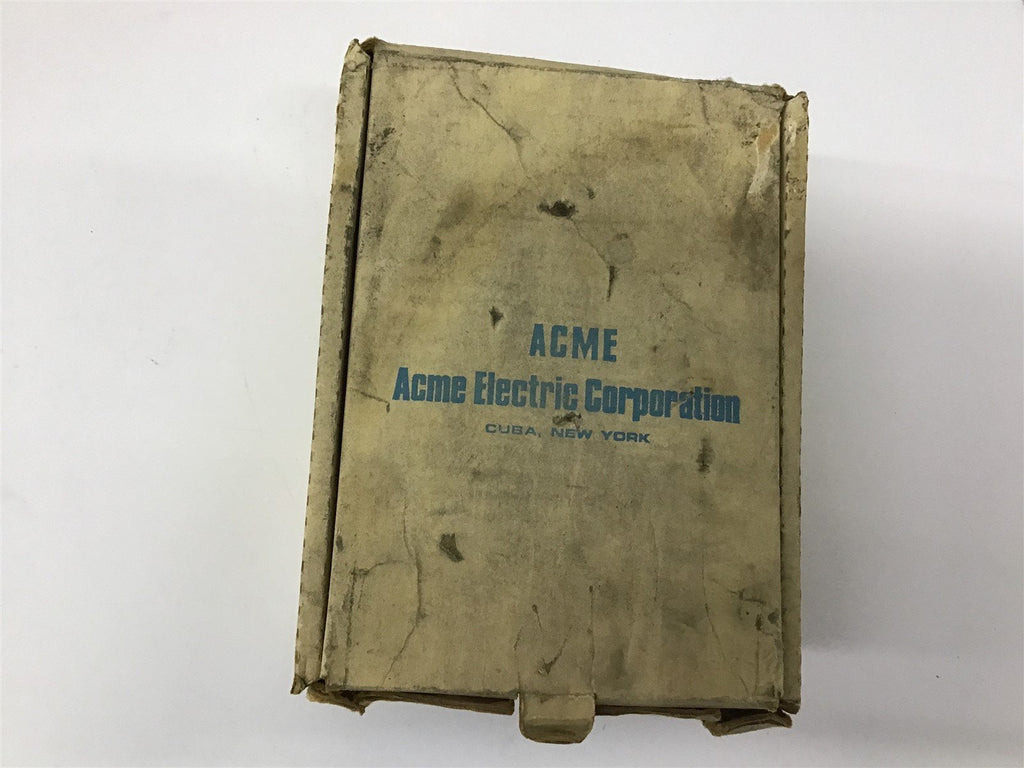 ACME
Acme Electric Corporation
CUBA, NEW YORK